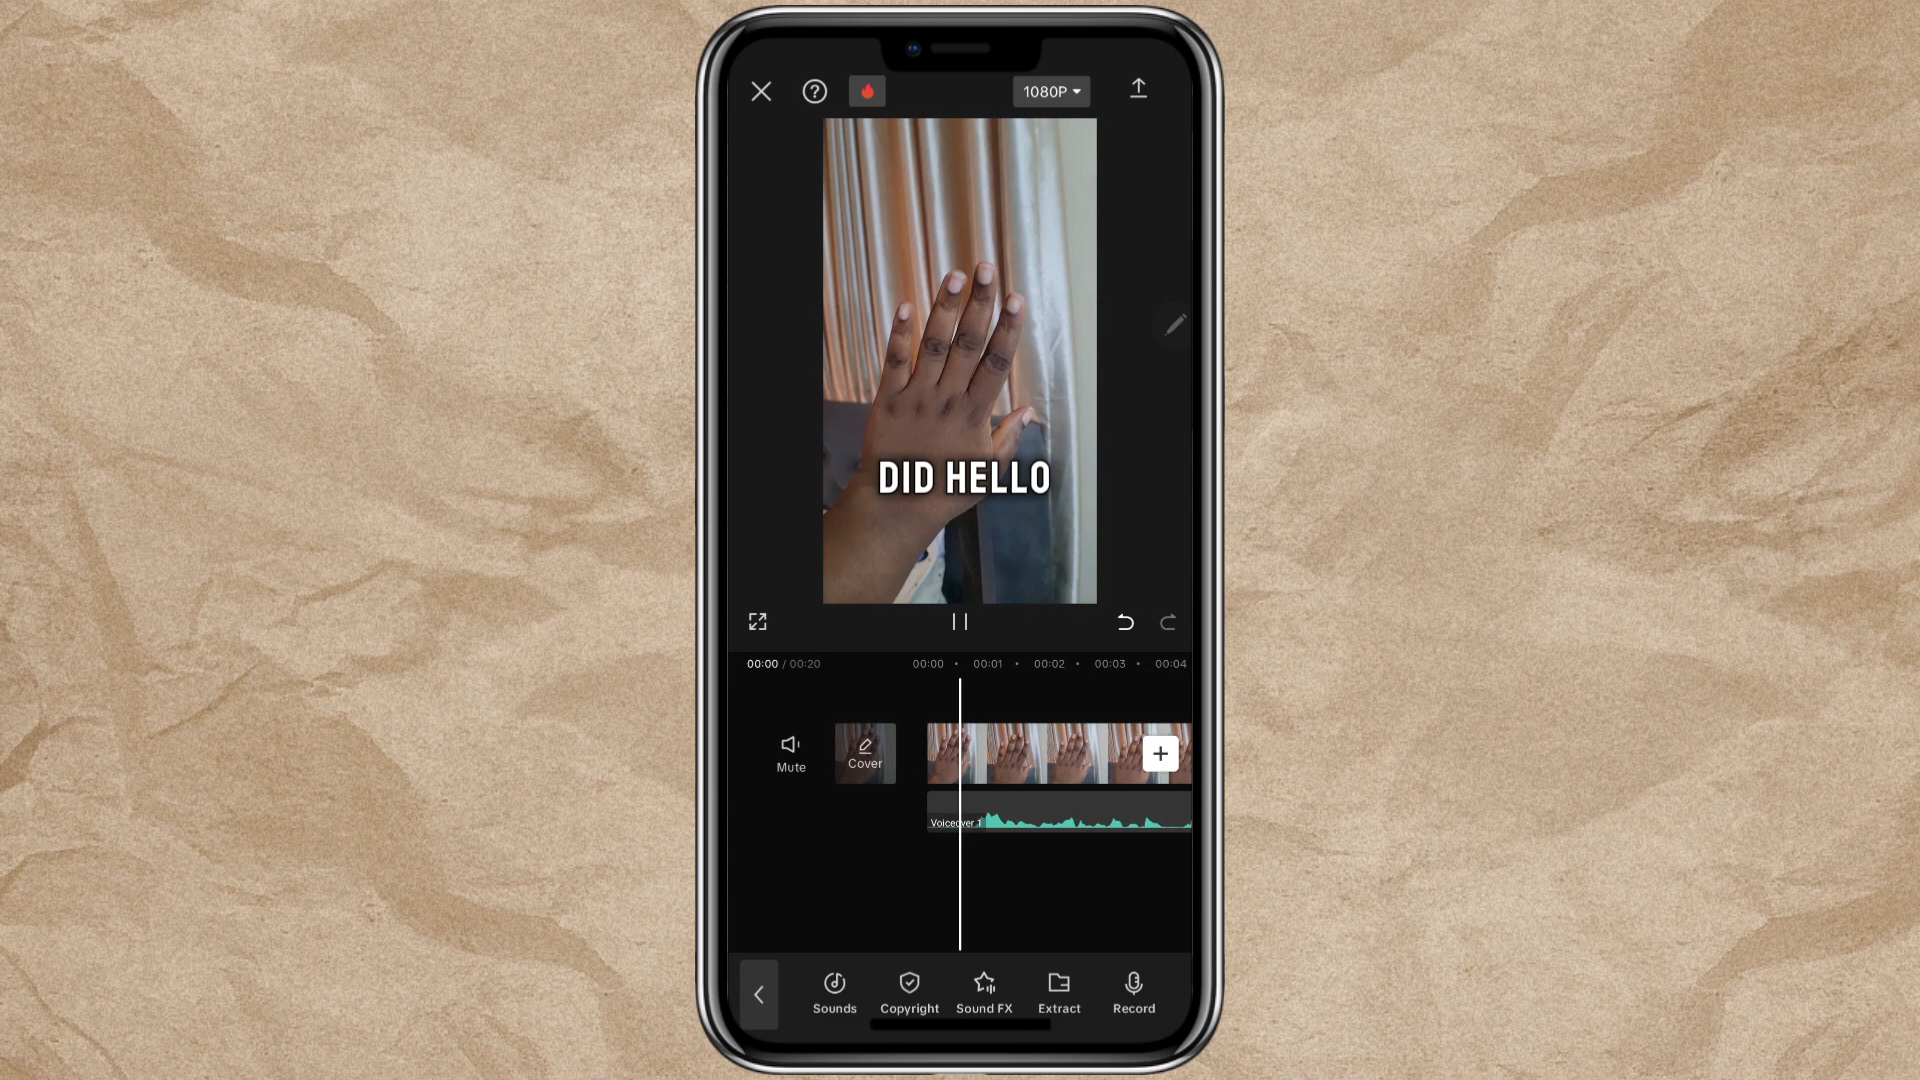 1080P
DID HELLO
00:00 / 00:20
00:00 00:01 00:02 00:03 00:04
Mute
Cover
Voiceover 1
Sounds Copyright Sound FX Extract Record